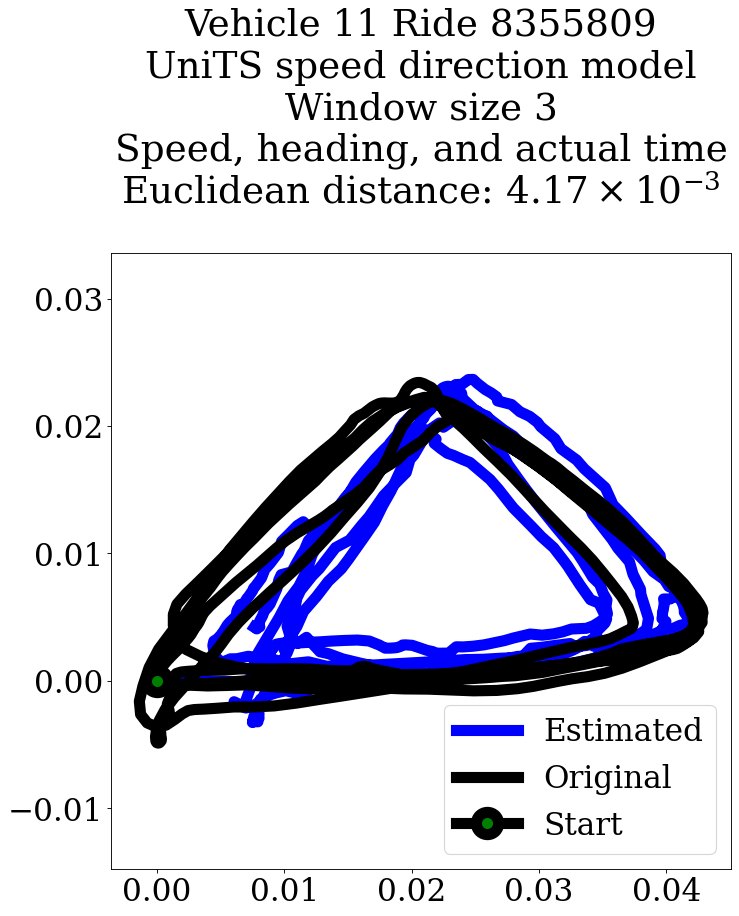 Vehicle 11 Ride 8355809
UniTS speed direction model
Window size 3
Speed, heading, and actual time
Euclidean distance: 4.17 × 10⁻³
0.03
0.02
0.01
0.00
−0.01
Estimated
Original
Start
0.00 0.01 0.02 0.03 0.04